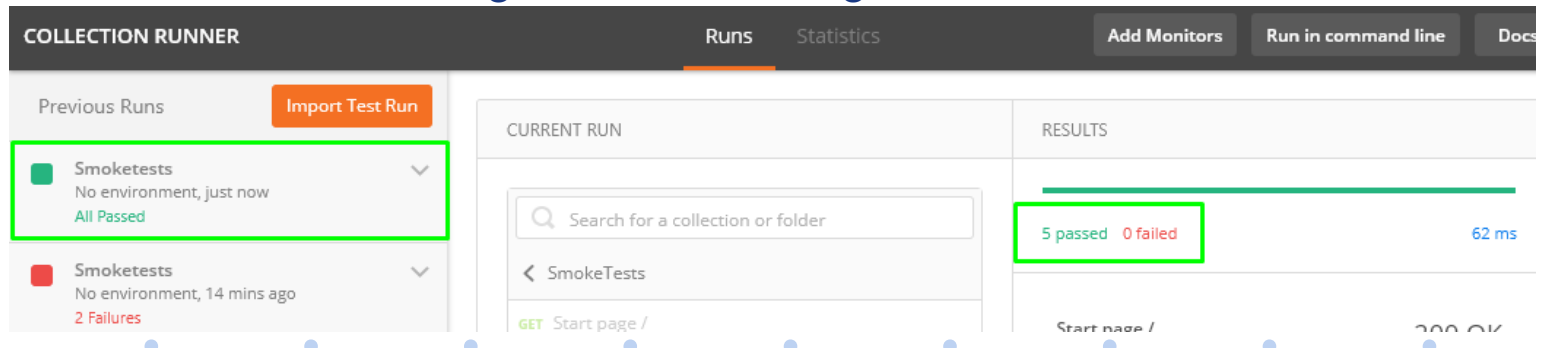 COLLECTION RUNNER
Runs Statistics
Add Monitors Run in command line Docs
Previous Runs
Import Test Run
Smoketests
No environment, just now
All Passed
Smoketests
No environment, 14 mins ago
2 Failures
CURRENT RUN
Search for a collection or folder
SmokeTests
GET Start page /
RESULTS
5 passed 0 failed
62 ms
Start page /
200 OK